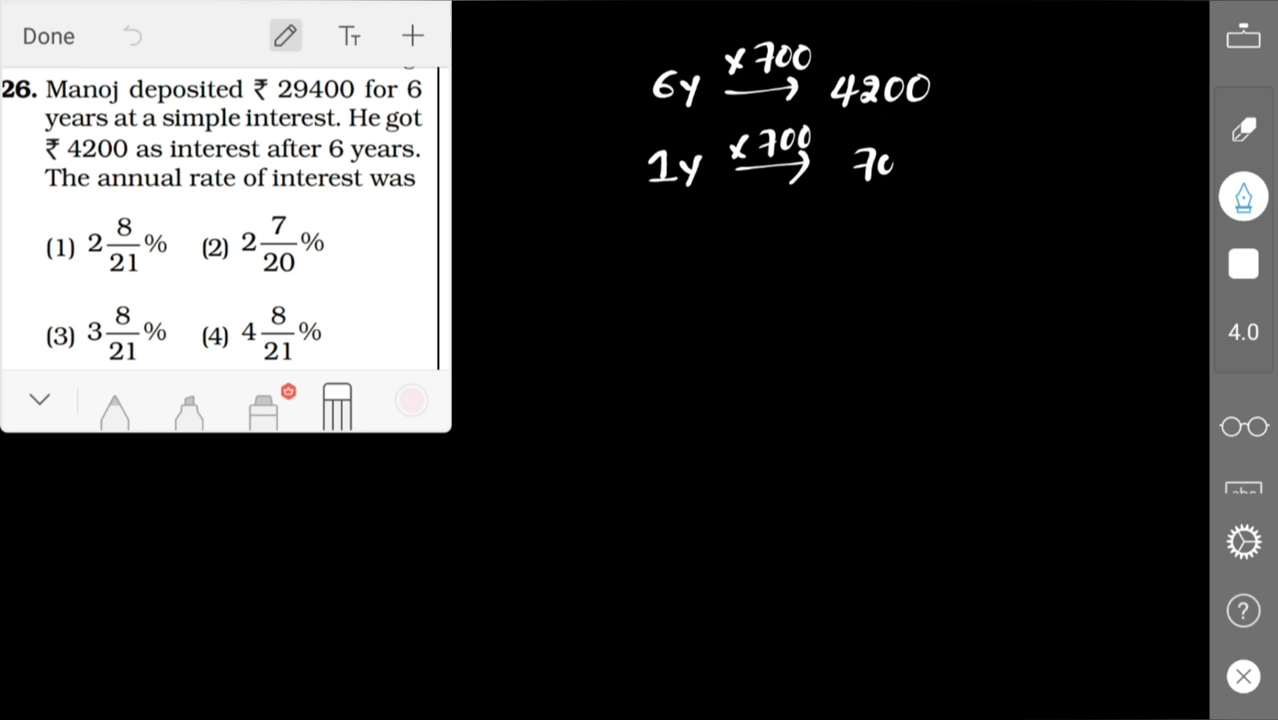 Done
26. Manoj deposited ₹ 29400 for 6
years at a simple interest. He got
₹ 4200 as interest after 6 years.
The annual rate of interest was
(1) 2 8/21 % (2) 2 7/20 %
(3) 3 8/21 % (4) 4 8/21 %
6y ×700 → 4200
1y ×700 → 70
4.0
abc
?